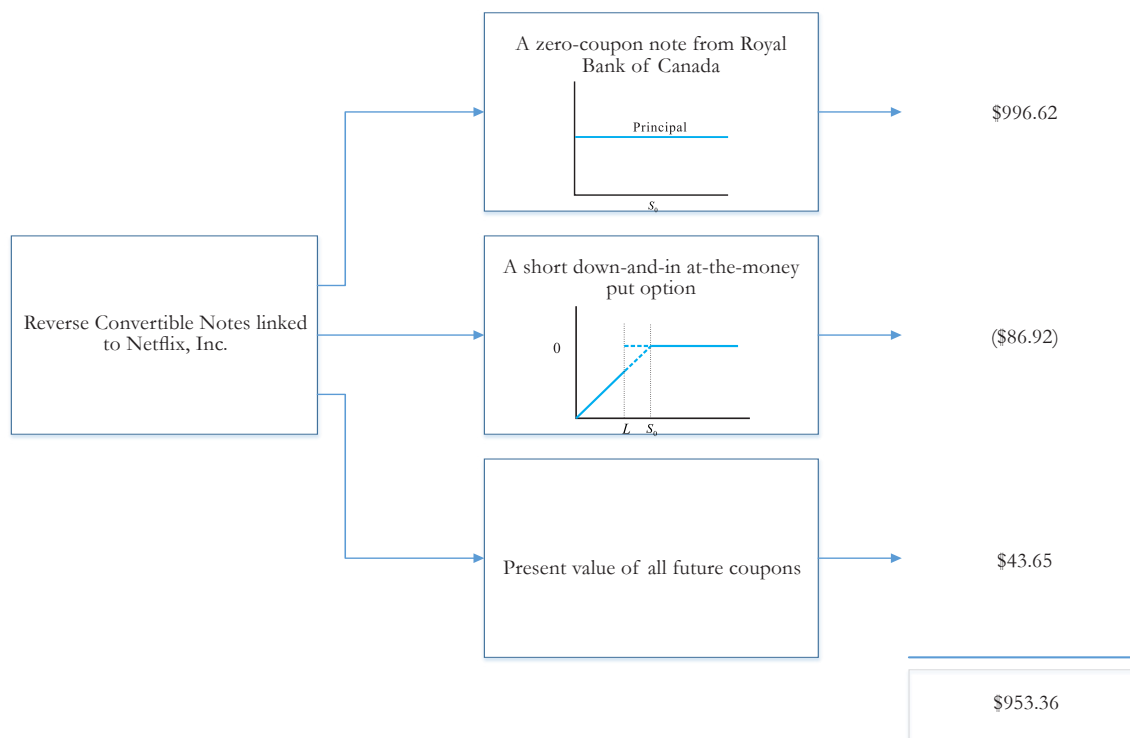 A zero-coupon note from Royal
Bank of Canada
Principal
S₀
$996.62
Reverse Convertible Notes linked
to Netflix, Inc.
A short down-and-in at-the-money
put option
0
L S₀
($86.92)
Present value of all future coupons
$43.65
$953.36